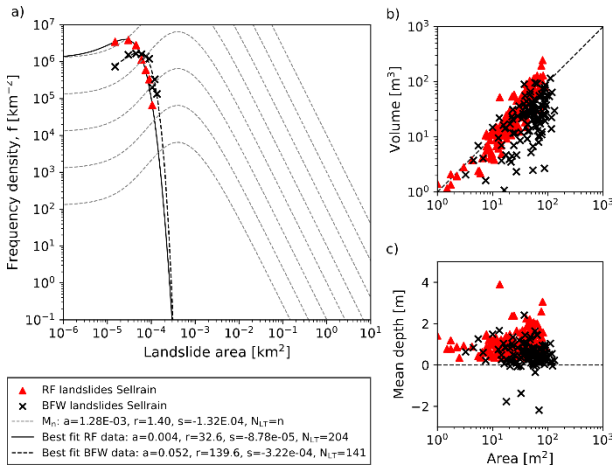 a)
Frequency density, f [km⁻²]
10⁷
10⁶
10⁵
10⁴
10³
10²
10¹
10⁰
10⁻¹
10⁻⁶ 10⁻⁵ 10⁻⁴ 10⁻³ 10⁻² 10⁻¹ 10⁰ 10¹
Landslide area [km²]
RF landslides Sellrain
BFW landslides Sellrain
Mₙ: a=1.28E-03, r=1.40, s=-1.32E.04, N_LT=n
Best fit RF data: a=0.004, r=32.6, s=-8.78e-05, N_LT=204
Best fit BFW data: a=0.052, r=139.6, s=-3.22e-04, N_LT=141
b)
Volume [m³]
10³
10²
10¹
10⁰
10⁰ 10¹ 10² 10³
c)
Mean depth [m]
4
2
0
−2
10⁰ 10¹ 10² 10³
Area [m²]